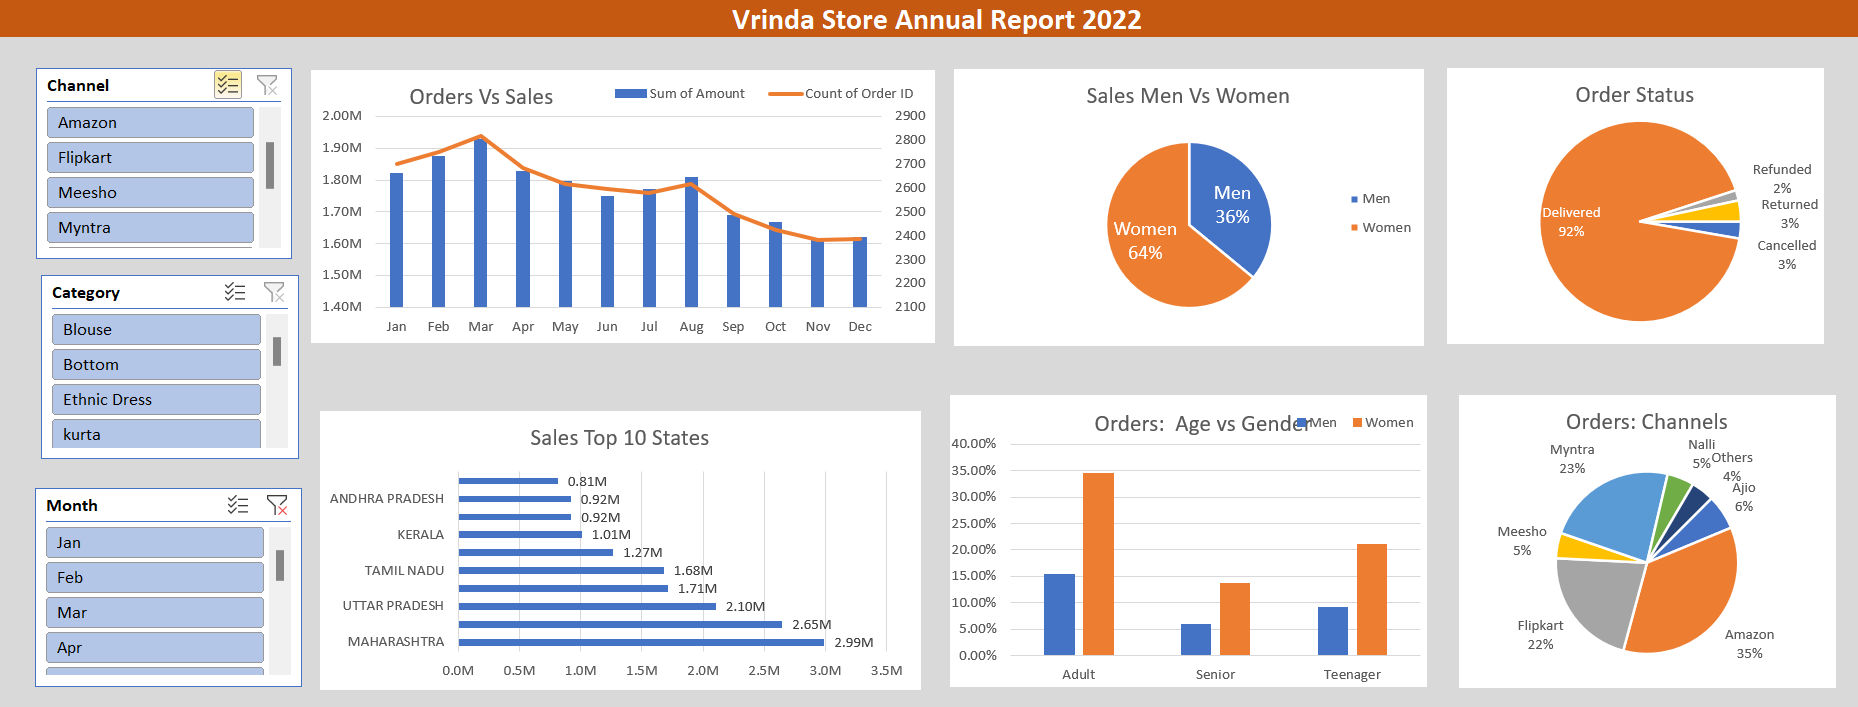 Vrinda Store Annual Report 2022
Channel
Amazon
Flipkart
Meesho
Myntra
Category
Blouse
Bottom
Ethnic Dress
kurta
Month
Jan
Feb
Mar
Apr
Orders Vs Sales
Sum of Amount
Count of Order ID
2.00M
1.90M
1.80M
1.70M
1.60M
1.50M
1.40M
2900
2800
2700
2600
2500
2400
2300
2200
2100
Jan Feb Mar Apr May Jun Jul Aug Sep Oct Nov Dec
Sales Men Vs Women
Men
36%
Women
64%
Men
Women
Order Status
Delivered
92%
Refunded
2%
Returned
3%
Cancelled
3%
Sales Top 10 States
0.81M
ANDHRA PRADESH 0.92M
0.92M
KERALA 1.01M
1.27M
TAMIL NADU 1.68M
1.71M
UTTAR PRADESH 2.10M
2.65M
MAHARASHTRA 2.99M
0.0M 0.5M 1.0M 1.5M 2.0M 2.5M 3.0M 3.5M
Orders:  Age vs Gender
Men
Women
40.00%
35.00%
30.00%
25.00%
20.00%
15.00%
10.00%
5.00%
0.00%
Adult Senior Teenager
Orders: Channels
Myntra
23%
Nalli
5%
Others
4%
Ajio
6%
Meesho
5%
Flipkart
22%
Amazon
35%